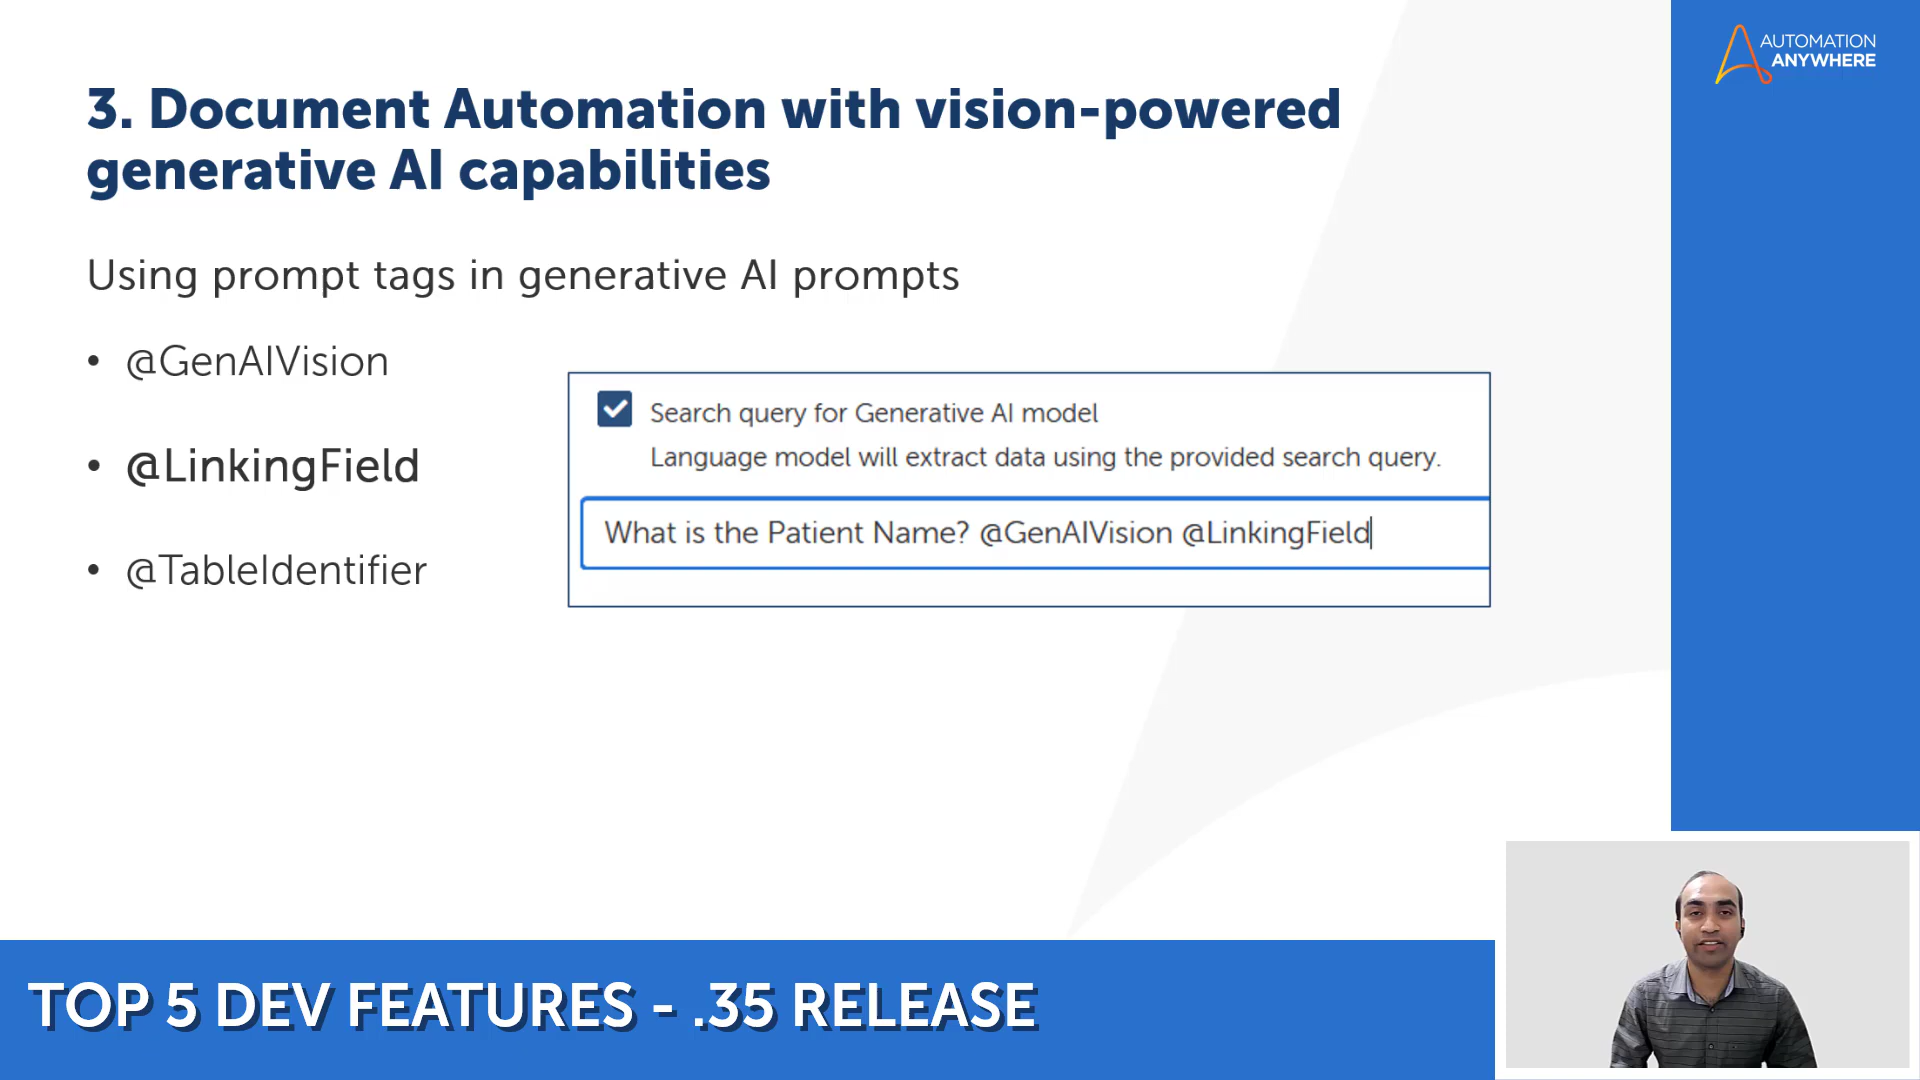 AUTOMATION
ANYWHERE
3. Document Automation with vision-powered
generative AI capabilities
Using prompt tags in generative AI prompts
• @GenAIVision
• @LinkingField
• @TableIdentifier
Search query for Generative AI model
Language model will extract data using the provided search query.
What is the Patient Name? @GenAIVision @LinkingField
TOP 5 DEV FEATURES - .35 RELEASE